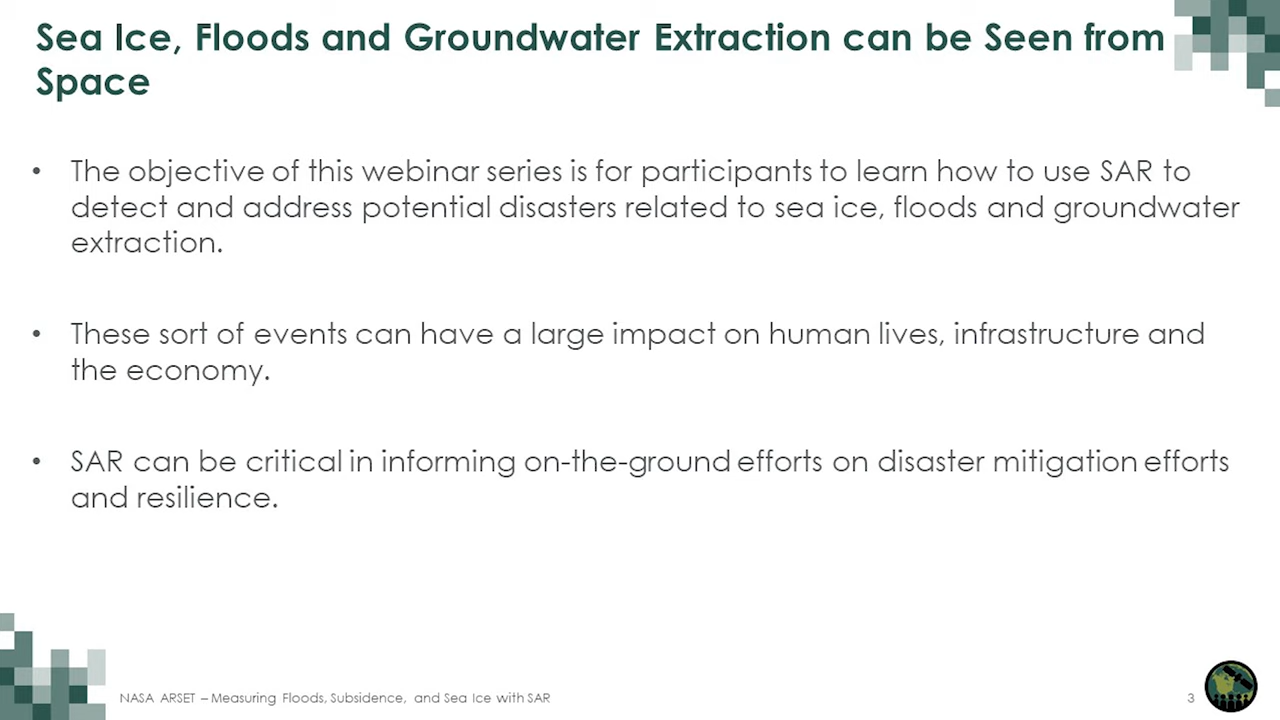 Sea Ice, Floods and Groundwater Extraction can be Seen from
Space
• The objective of this webinar series is for participants to learn how to use SAR to
detect and address potential disasters related to sea ice, floods and groundwater
extraction.
• These sort of events can have a large impact on human lives, infrastructure and
the economy.
• SAR can be critical in informing on-the-ground efforts on disaster mitigation efforts
and resilience.
NASA ARSET – Measuring Floods, Subsidence, and Sea Ice with SAR
3